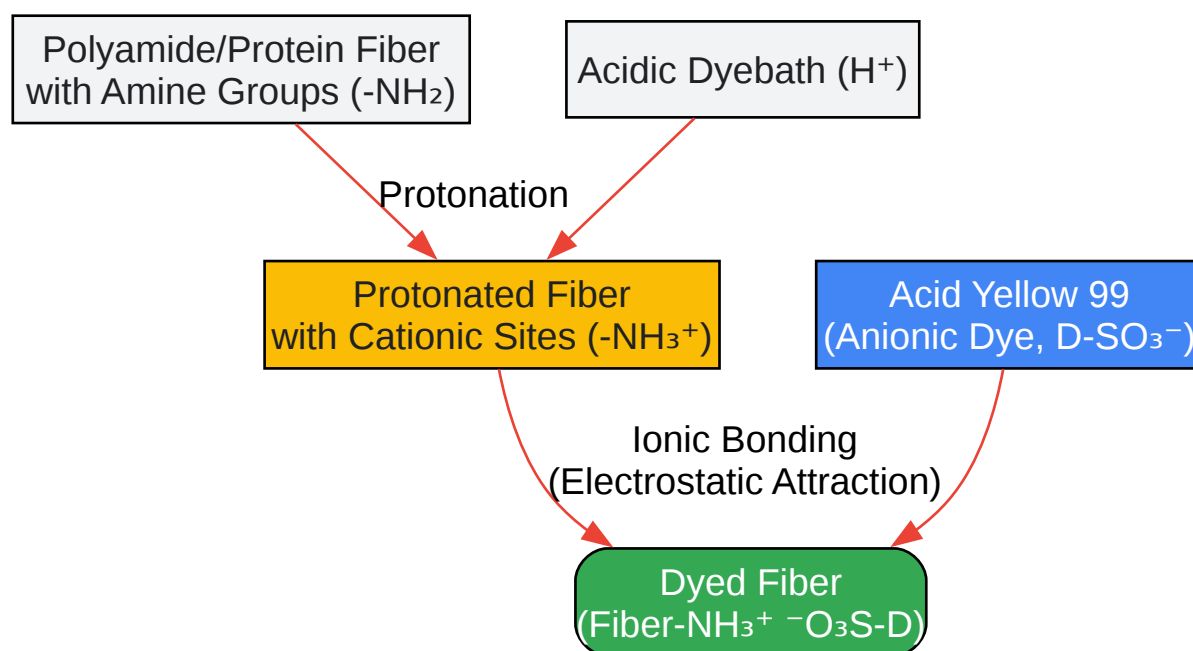 Polyamide/Protein Fiber
with Amine Groups (-NH₂)
Acidic Dyebath (H⁺)
Protonation
Protonated Fiber
with Cationic Sites (-NH₃⁺)
Acid Yellow 99
(Anionic Dye, D-SO₃⁻)
Ionic Bonding
(Electrostatic Attraction)
Dyed Fiber
(Fiber-NH₃⁺ ⁻O₃S-D)